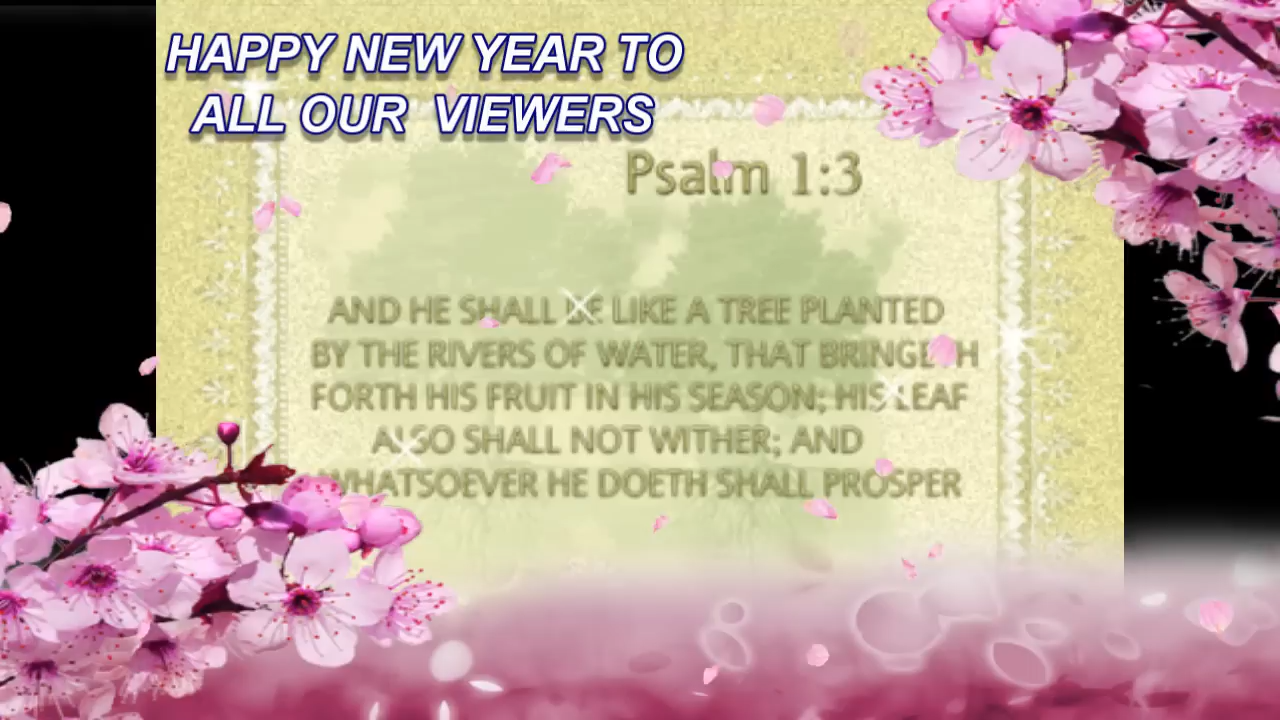 HAPPY NEW YEAR TO
ALL OUR VIEWERS
Psalm 1:3
AND HE SHALL BE LIKE A TREE PLANTED
BY THE RIVERS OF WATER, THAT BRINGETH
FORTH HIS FRUIT IN HIS SEASON; HIS LEAF
ALSO SHALL NOT WITHER; AND
WHATSOEVER HE DOETH SHALL PROSPER